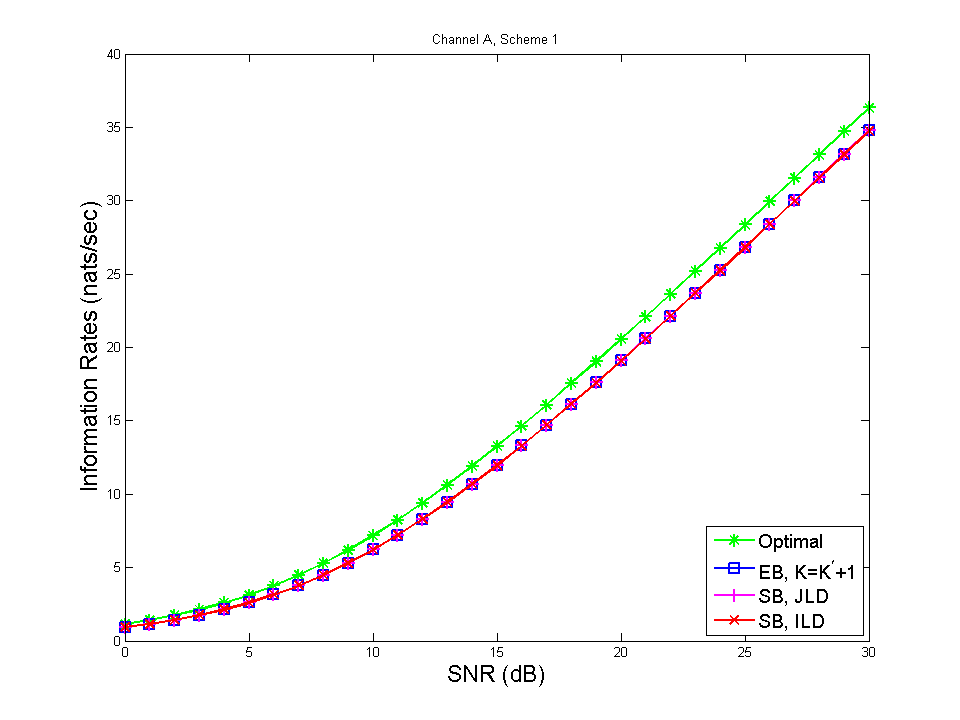 Channel A, Scheme 1
40
35
30
25
20
15
10
5
0
Information Rates (nats/sec)
0 5 10 15 20 25 30
SNR (dB)
Optimal
EB, K=K'+1
SB, JLD
SB, ILD